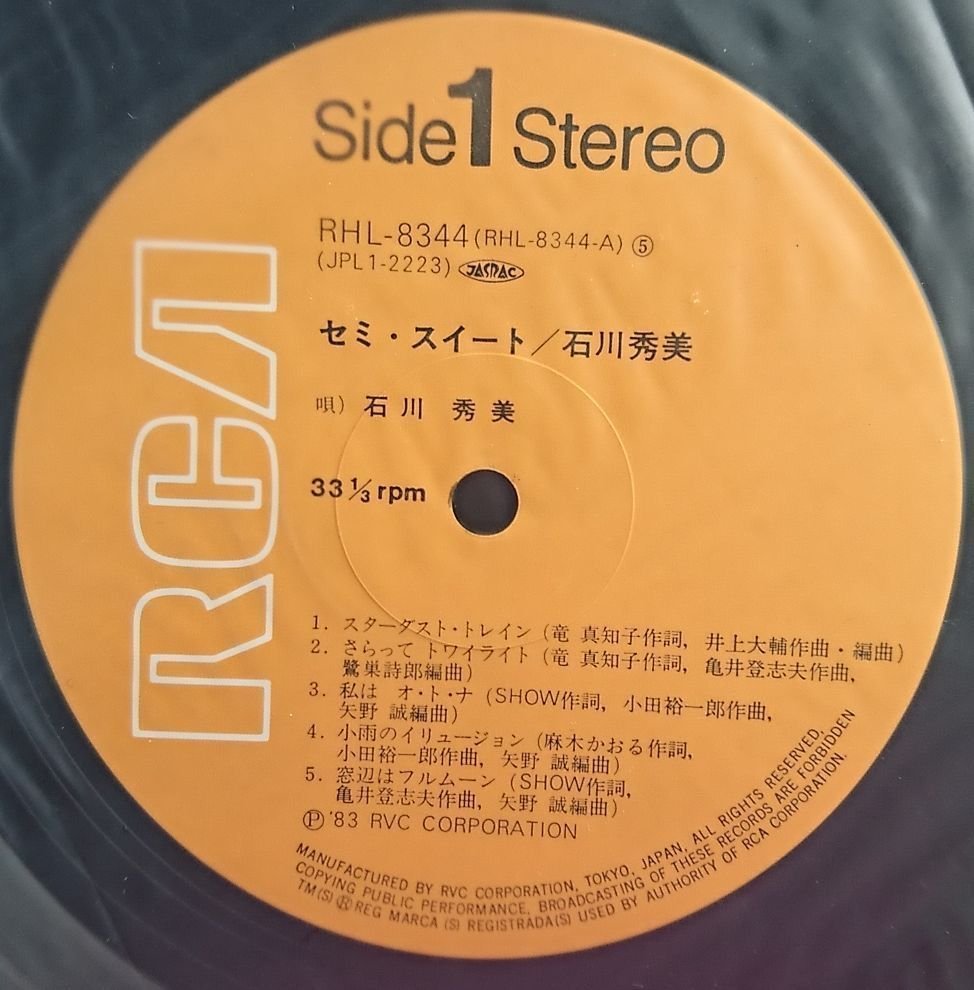 Side 1 Stereo
RHL-8344 (RHL-8344-A) ⑤
(JPL1-2223) JASRAC
セミ・スイート／石川秀美
唄）石川 秀美
33 1/3 rpm
RCA
1. スターダスト・トレイン（竜 真知子作詞, 井上大輔作曲・編曲）
2. さらって トワイライト（竜 真知子作詞, 亀井登志夫作曲,
鷺巣詩郎編曲）
3. 私は オ・ト・ナ（SHOW作詞, 小田裕一郎作曲,
矢野 誠編曲）
4. 小雨のイリュージョン（麻木かおる作詞,
小田裕一郎作曲, 矢野 誠編曲）
5. 窓辺はフルムーン（SHOW作詞,
亀井登志夫作曲, 矢野 誠編曲）
Ⓟ '83 RVC CORPORATION
MANUFACTURED BY RVC CORPORATION, TOKYO, JAPAN, ALL RIGHTS RESERVED.
COPYING PUBLIC PERFORMANCE, BROADCASTING OF THESE RECORDS ARE FORBIDDEN
TM(S) ® REG MARCA (S) REGISTRADA(S) USED BY AUTHORITY OF RCA CORPORATION.